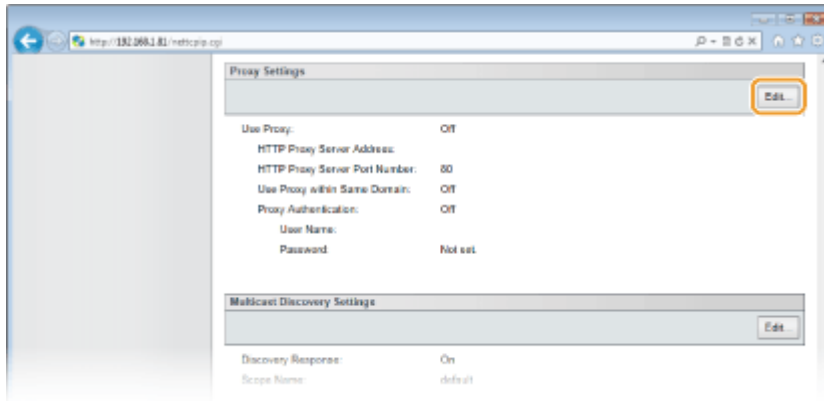 http://192.168.1.81/nettcpip.cgi
Proxy Settings
Edit...
Use Proxy: Off
HTTP Proxy Server Address:
HTTP Proxy Server Port Number: 80
Use Proxy within Same Domain: Off
Proxy Authentication: Off
User Name:
Password: Not set.
Multicast Discovery Settings
Edit...
Discovery Response: On
Scope Name: default